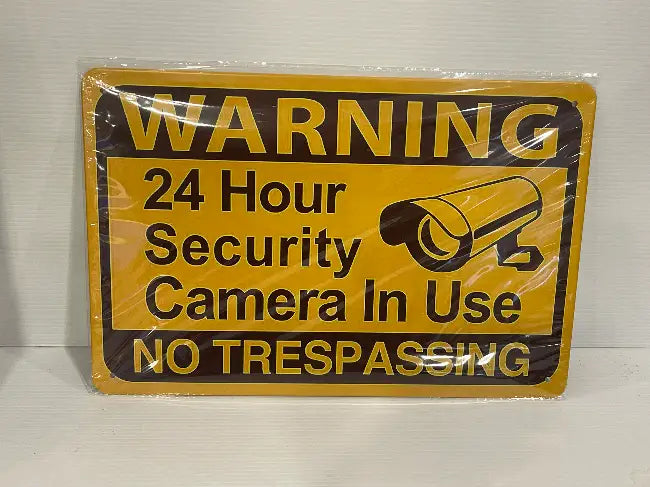 WARNING
24 Hour
Security
Camera In Use
NO TRESPASSING